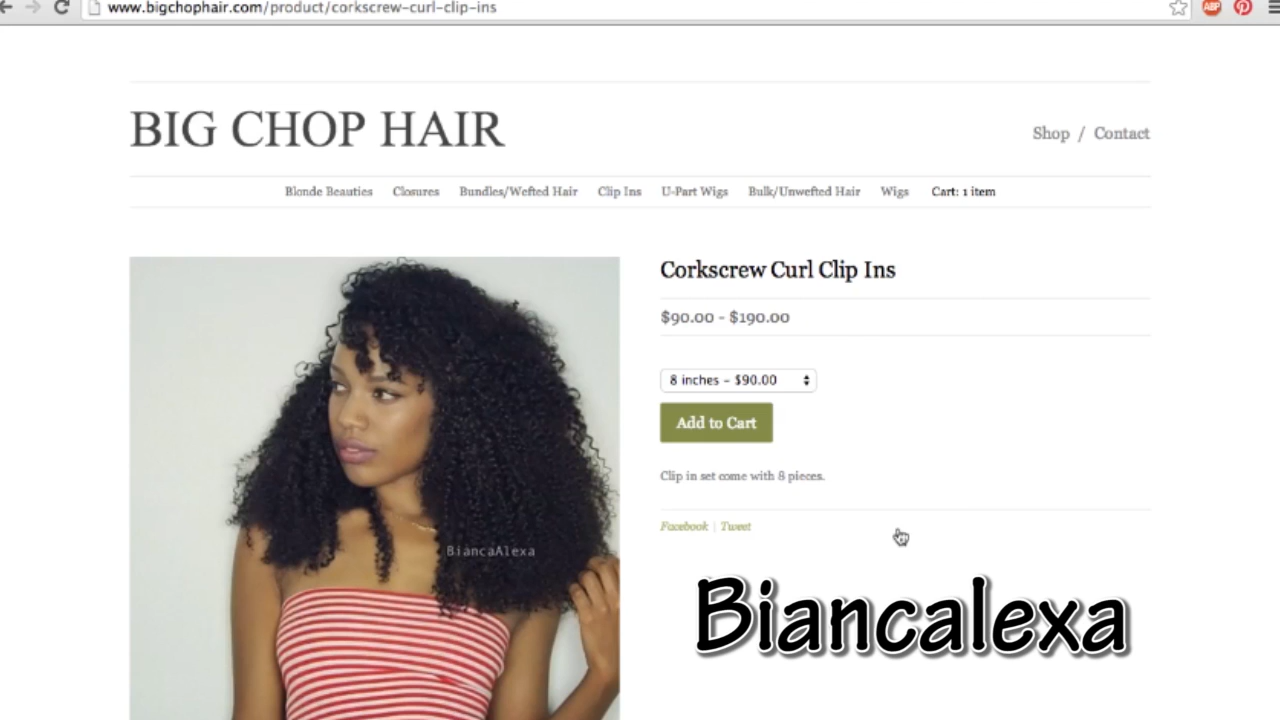 www.bigchophair.com/product/corkscrew-curl-clip-ins
ABP
BIG CHOP HAIR
Shop / Contact
Blonde Beauties Closures Bundles/Wefted Hair Clip Ins U-Part Wigs Bulk/Unwefted Hair Wigs Cart: 1 item
Corkscrew Curl Clip Ins
$90.00 - $190.00
8 inches - $90.00
Add to Cart
Clip in set come with 8 pieces.
Facebook | Tweet
BiancaAlexa
Biancalexa